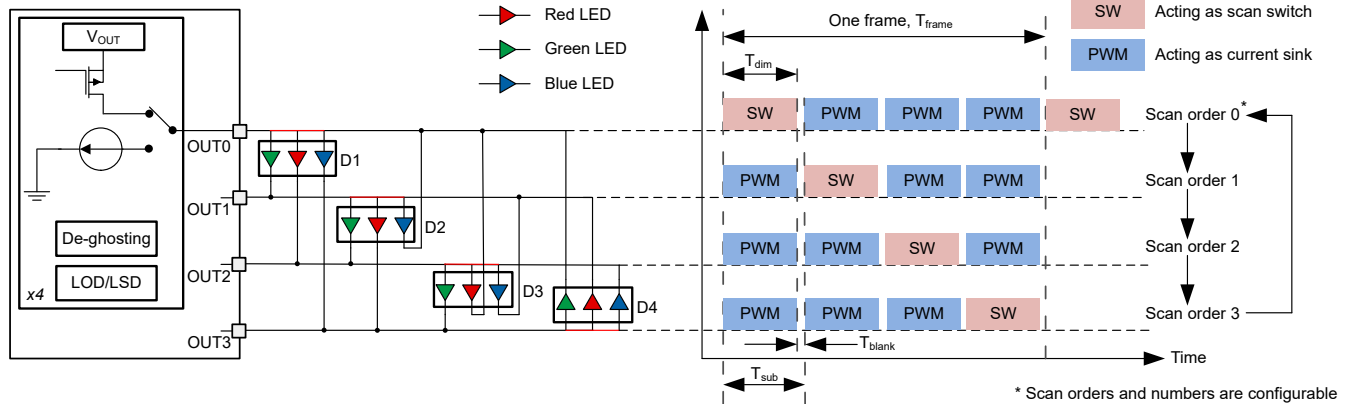 VOUT
De-ghosting
LOD/LSD
x4
OUT0
OUT1
OUT2
OUT3
Red LED
Green LED
Blue LED
D1
D2
D3
D4
One frame, Tframe
Tdim
SW Acting as scan switch
PWM Acting as current sink
SW PWM PWM PWM SW Scan order 0*
PWM SW PWM PWM Scan order 1
PWM PWM SW PWM Scan order 2
PWM PWM PWM SW Scan order 3
Tblank
Time
Tsub
* Scan orders and numbers are configurable